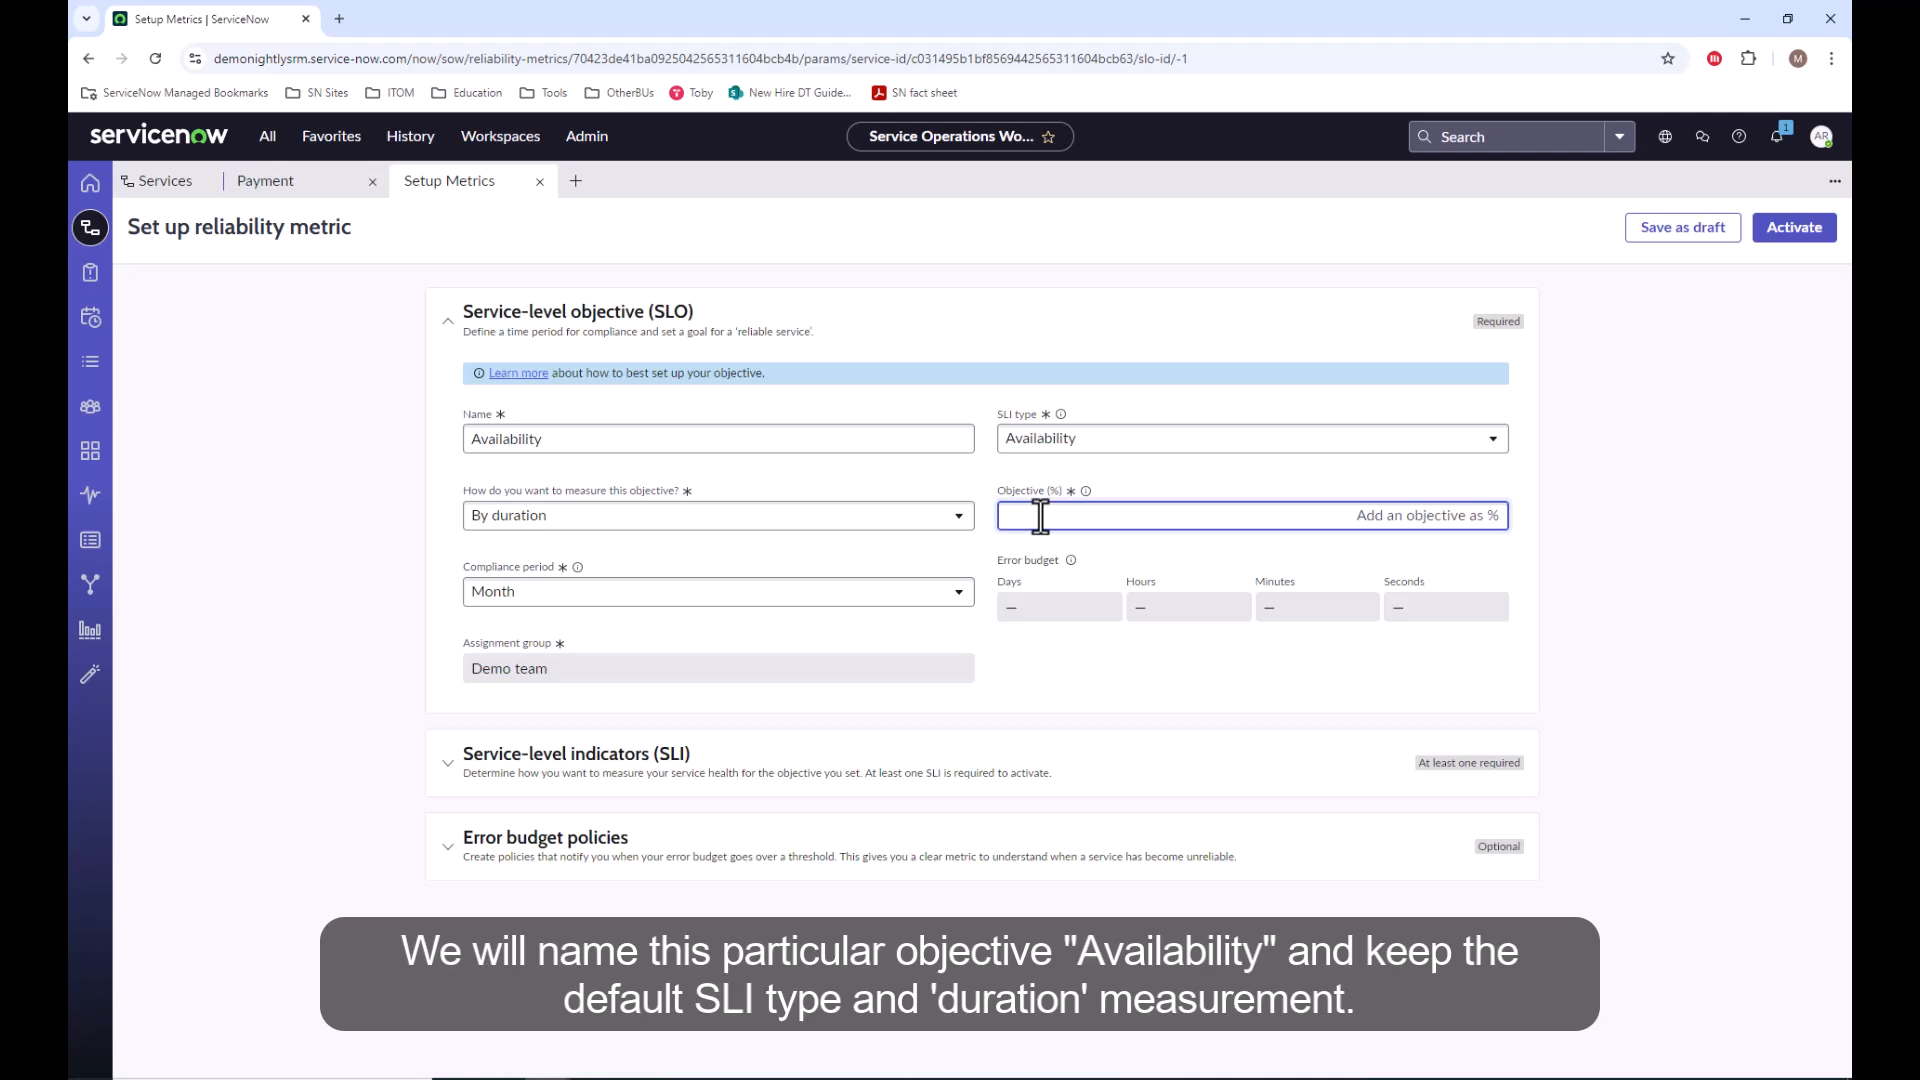 Setup Metrics | ServiceNow
demonightlysrm.service-now.com/now/sow/reliability-metrics/70423de41ba0925042565311604bcb4b/params/service-id/c031495b1bf8569442565311604bcb63/slo-id/-1
M
ServiceNow Managed Bookmarks SN Sites ITOM Education Tools OtherBUs Toby New Hire DT Guide... SN fact sheet
servicenow All Favorites History Workspaces Admin Service Operations Wo... Search 1 AR
Services Payment Setup Metrics
Set up reliability metric Save as draft Activate
Service-level objective (SLO)
Define a time period for compliance and set a goal for a 'reliable service'.
Required
Learn more about how to best set up your objective.
Name * SLI type *
Availability Availability
How do you want to measure this objective? * Objective (%) *
By duration Add an objective as %
Compliance period * Error budget
Days Hours Minutes Seconds
Month – – – –
Assignment group *
Demo team
Service-level indicators (SLI)
Determine how you want to measure your service health for the objective you set. At least one SLI is required to activate.
At least one required
Error budget policies
Create policies that notify you when your error budget goes over a threshold. This gives you a clear metric to understand when a service has become unreliable.
Optional
We will name this particular objective "Availability" and keep the
default SLI type and 'duration' measurement.